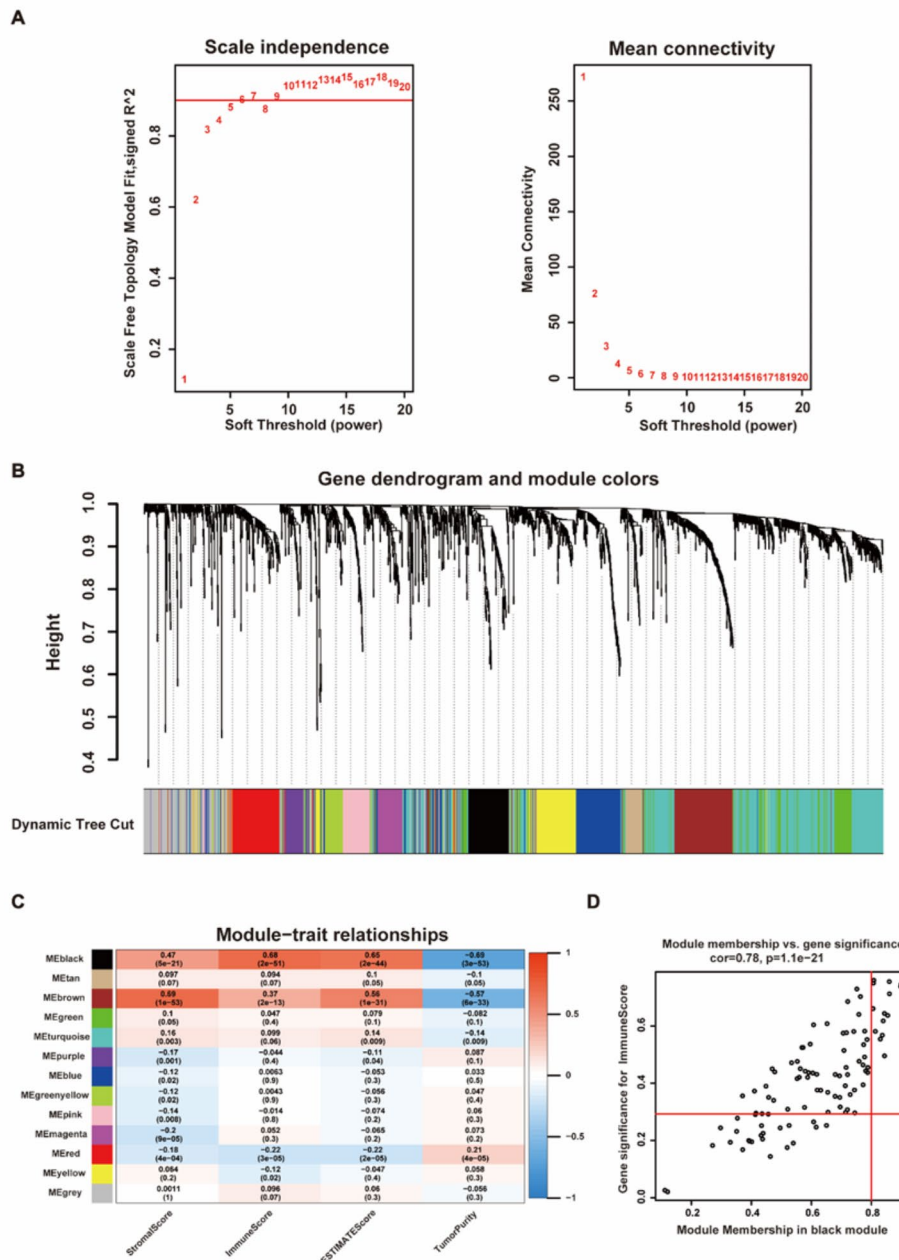 A
Scale independence
Scale Free Topology Model Fit,signed R^2
0.2
0.4
0.6
0.8
1
2
3
4
5
6
7
8
9
10 11 12 13 14 15 16 17 18 19 20
5 10 15 20
Soft Threshold (power)
Mean connectivity
Mean Connectivity
0
50
100
150
200
250
1
2
3
4
5
6
7
8
9
10 11 12 13 14 15 16 17 18 19 20
5 10 15 20
Soft Threshold (power)
B
Gene dendrogram and module colors
Height
1.0
0.9
0.8
0.7
0.6
0.5
0.4
Dynamic Tree Cut
C
Module−trait relationships
MEblack 0.47 0.68 0.65 −0.69
(5e−21) (2e−51) (2e−44) (3e−53)
MEtan 0.097 0.094 0.1 −0.1
(0.07) (0.07) (0.05) (0.05)
MEbrown 0.69 0.37 0.56 −0.57
(1e−53) (2e−13) (1e−31) (6e−33)
MEgreen 0.1 0.047 0.079 −0.082
(0.05) (0.4) (0.1) (0.1)
MEturquoise 0.16 0.099 0.14 −0.14
(0.003) (0.06) (0.009) (0.009)
MEpurple −0.17 −0.044 −0.11 0.087
(0.001) (0.4) (0.04) (0.1)
MEblue −0.12 0.0063 −0.053 0.033
(0.02) (0.9) (0.3) (0.5)
MEgreenyellow −0.12 0.0043 −0.056 0.047
(0.02) (0.9) (0.3) (0.4)
MEpink −0.14 −0.014 −0.074 0.06
(0.008) (0.8) (0.2) (0.3)
MEmagenta −0.2 0.052 −0.065 0.073
(9e−05) (0.3) (0.2) (0.2)
MEred −0.18 −0.22 −0.22 0.21
(4e−04) (3e−05) (2e−05) (4e−05)
MEyellow 0.064 −0.12 −0.047 0.058
(0.2) (0.02) (0.4) (0.3)
MEgrey 0.0011 0.096 0.06 −0.056
(1) (0.07) (0.3) (0.3)
StromalScore
ImmuneScore
ESTIMATEScore
TumorPurity
1
0.5
0
−0.5
−1
D
Module membership vs. gene significance
cor=0.78, p=1.1e−21
Gene significance for ImmuneScore
0.0
0.2
0.4
0.6
0.2 0.4 0.6 0.8
Module Membership in black module